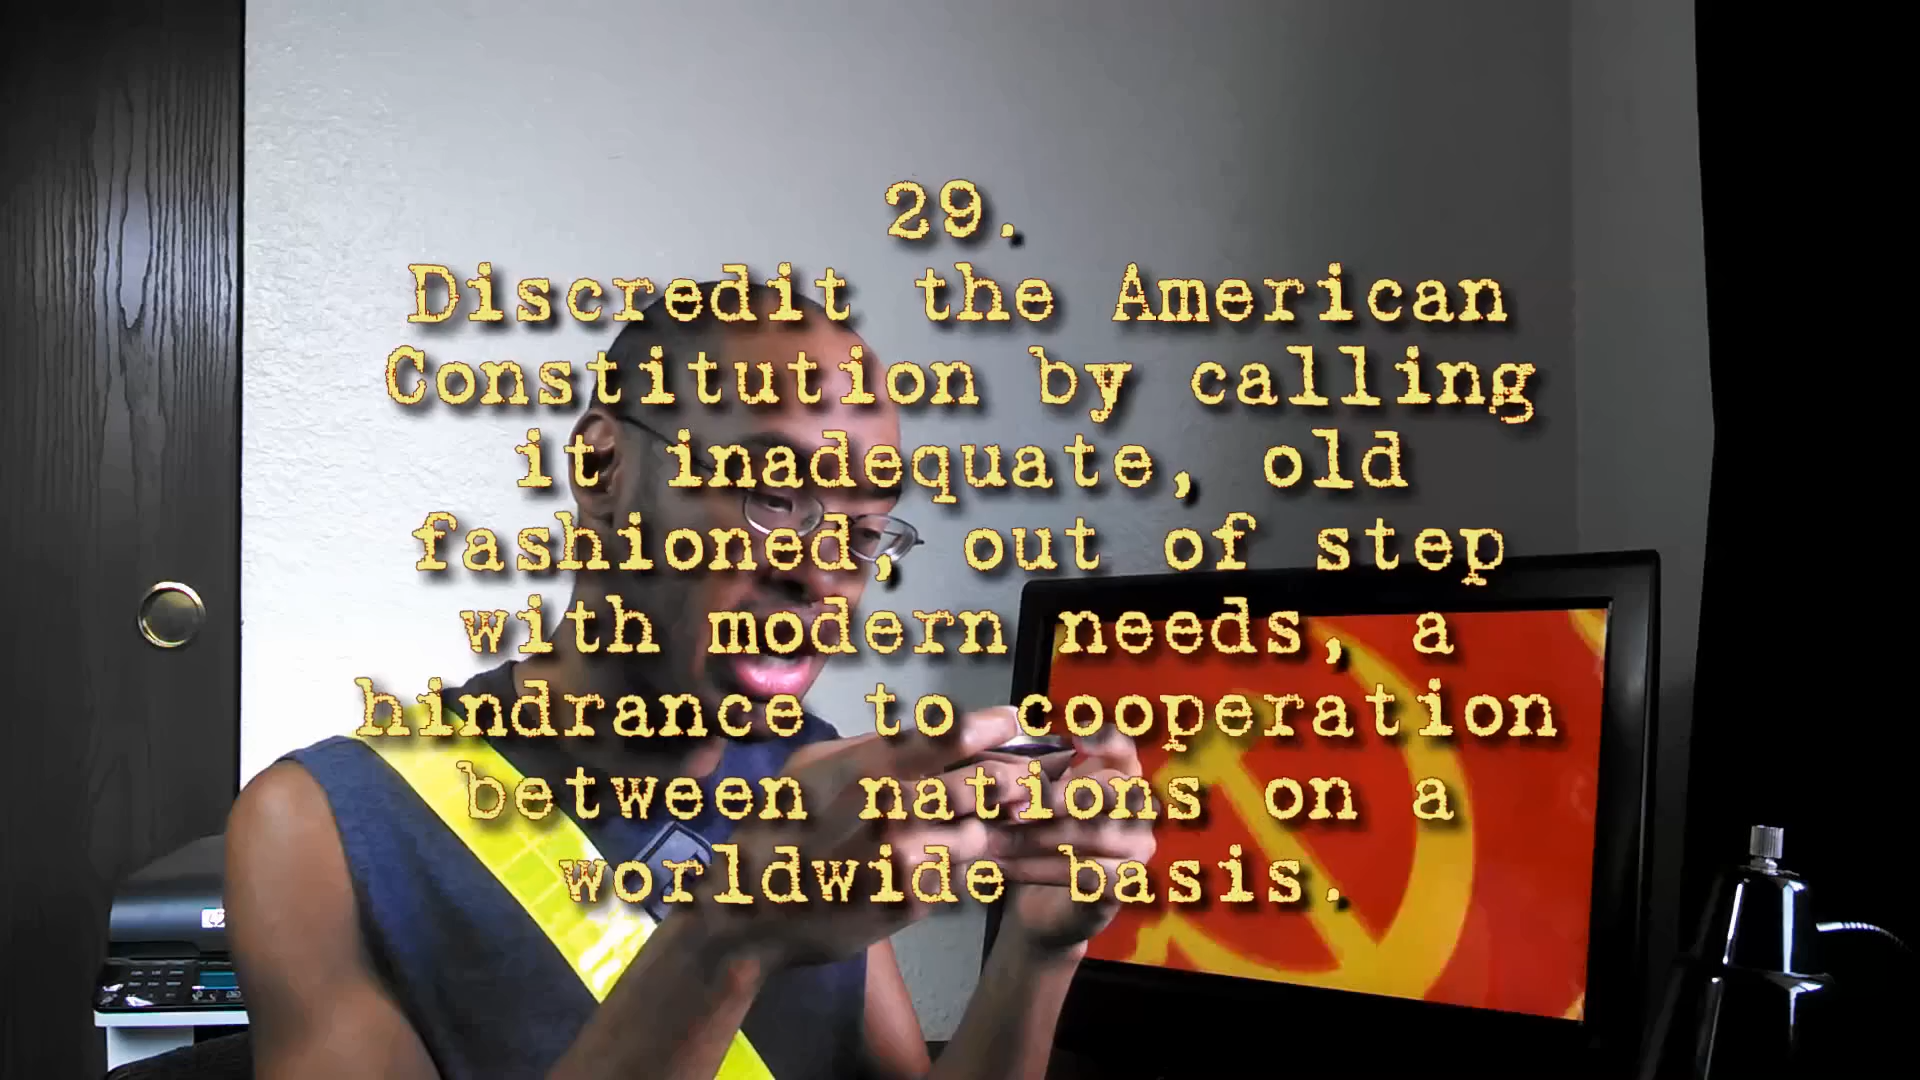 29.
Discredit the American
Constitution by calling
it inadequate, old
fashioned, out of step
with modern needs, a
hindrance to cooperation
between nations on a
worldwide basis.
hp